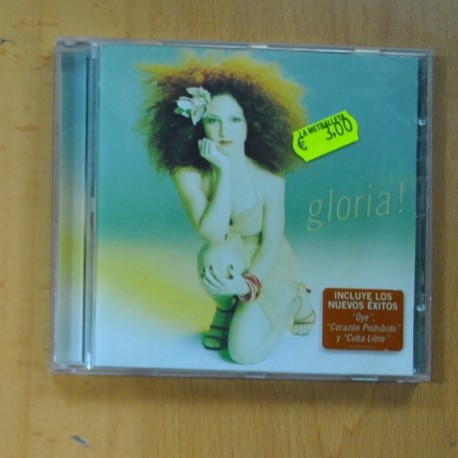 LA METRALLETA
€ 3,00
gloria!
INCLUYE LOS
NUEVOS ÉXITOS
"Oye",
"Corazón Prohibido"
y "Cuba Libre"